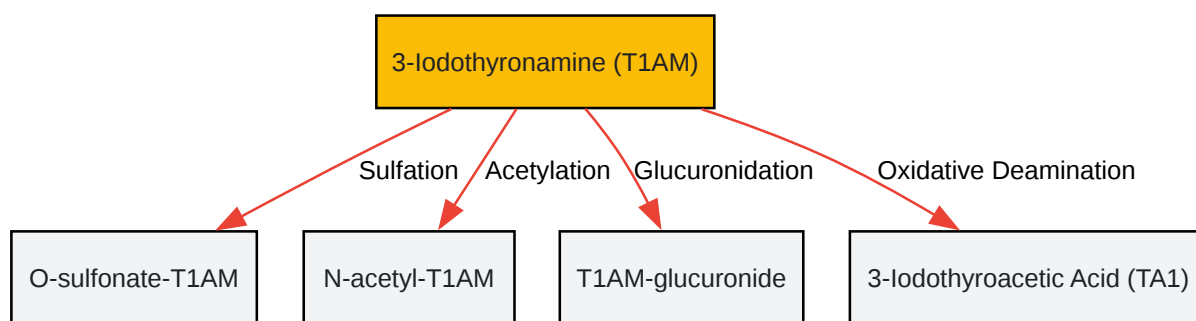 3-Iodothyronamine (T1AM)
Sulfation
Acetylation
Glucuronidation
Oxidative Deamination
O-sulfonate-T1AM
N-acetyl-T1AM
T1AM-glucuronide
3-Iodothyroacetic Acid (TA1)